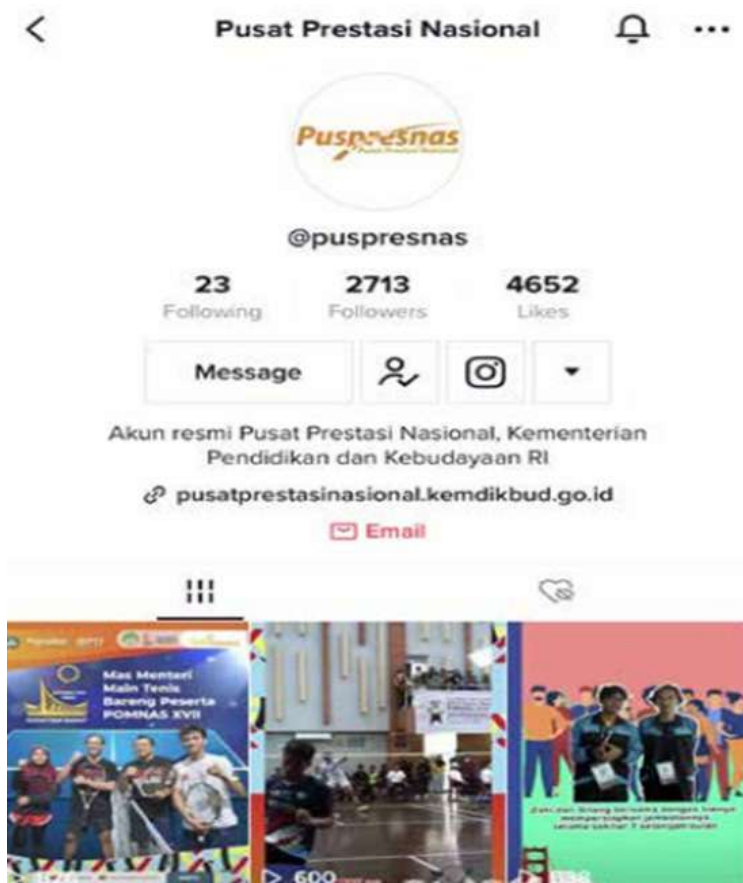 Pusat Prestasi Nasional
Puspresnas
Pusat Prestasi Nasional
@puspresnas
23 2713 4652
Following Followers Likes
Message
Akun resmi Pusat Prestasi Nasional, Kementerian
Pendidikan dan Kebudayaan RI
pusatprestasinasional.kemdikbud.go.id
Email
Mas Menteri
Main Tenis
Bareng Peserta
POMNAS XVII
600